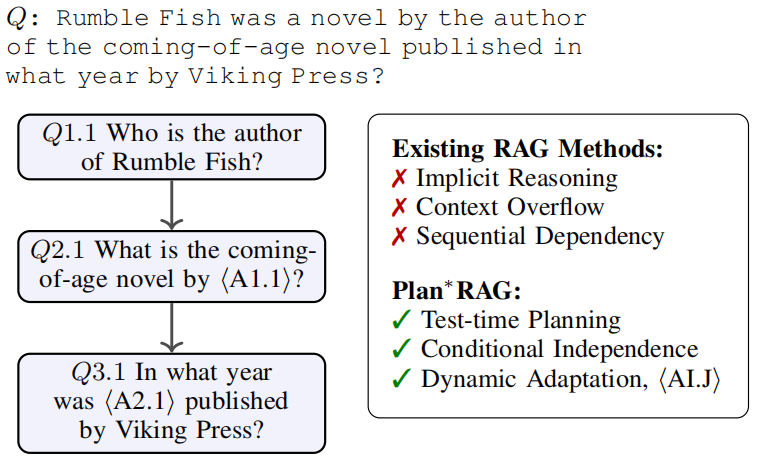 Q: Rumble Fish was a novel by the author
of the coming-of-age novel published in
what year by Viking Press?
Q1.1 Who is the author
of Rumble Fish?
Q2.1 What is the coming-
of-age novel by ⟨A1.1⟩?
Q3.1 In what year
was ⟨A2.1⟩ published
by Viking Press?
Existing RAG Methods:
✗ Implicit Reasoning
✗ Context Overflow
✗ Sequential Dependency
Plan*RAG:
✓ Test-time Planning
✓ Conditional Independence
✓ Dynamic Adaptation, ⟨AI.J⟩